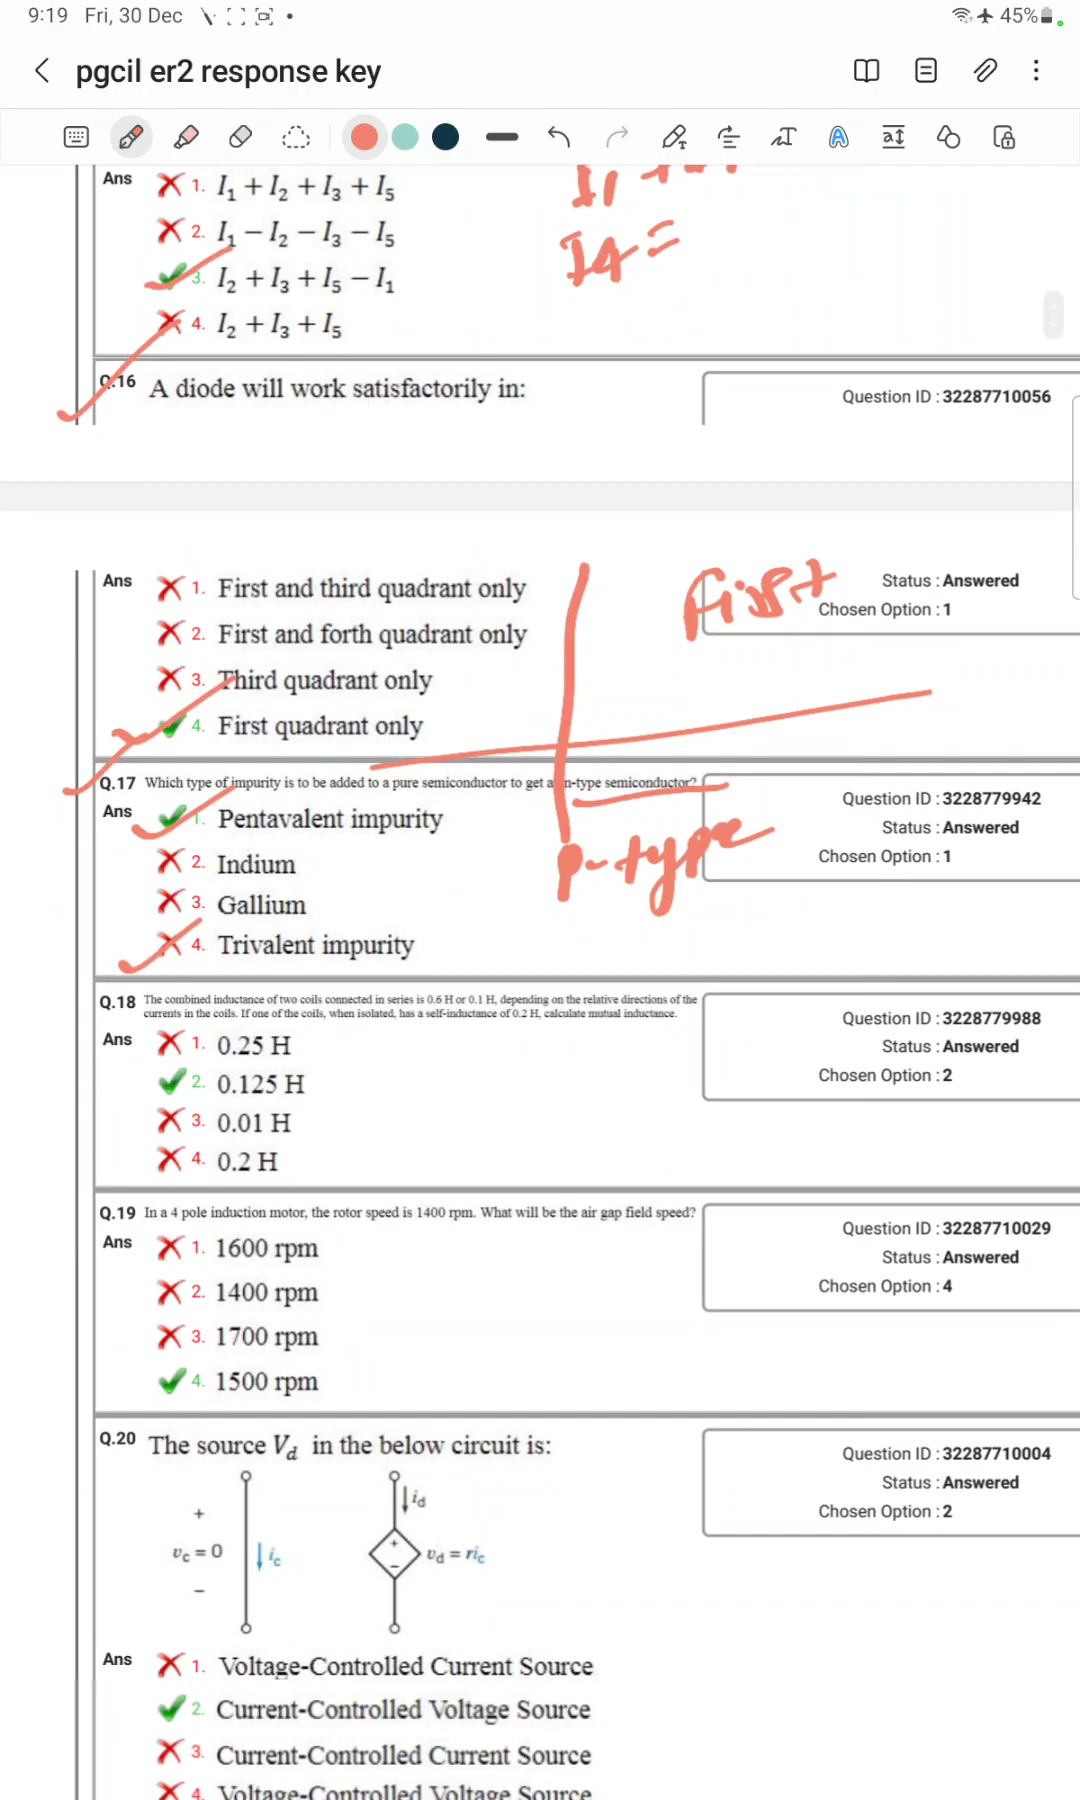 9:19 Fri, 30 Dec
45%
pgcil er2 response key
Ans 1. I₁ + I₂ + I₃ + I₅
2. I₁ − I₂ − I₃ − I₅
3. I₂ + I₃ + I₅ − I₁
4. I₂ + I₃ + I₅
I4 =
Q.16 A diode will work satisfactorily in:
Question ID : 32287710056
Ans 1. First and third quadrant only
2. First and forth quadrant only
3. Third quadrant only
4. First quadrant only
First
Status : Answered
Chosen Option : 1
Q.17 Which type of impurity is to be added to a pure semiconductor to get a n-type semiconductor?
Ans 1. Pentavalent impurity
2. Indium
3. Gallium
4. Trivalent impurity
P-type
Question ID : 3228779942
Status : Answered
Chosen Option : 1
Q.18 The combined inductance of two coils connected in series is 0.6 H or 0.1 H, depending on the relative directions of the
currents in the coils. If one of the coils, when isolated, has a self-inductance of 0.2 H, calculate mutual inductance.
Ans 1. 0.25 H
2. 0.125 H
3. 0.01 H
4. 0.2 H
Question ID : 3228779988
Status : Answered
Chosen Option : 2
Q.19 In a 4 pole induction motor, the rotor speed is 1400 rpm. What will be the air gap field speed?
Ans 1. 1600 rpm
2. 1400 rpm
3. 1700 rpm
4. 1500 rpm
Question ID : 32287710029
Status : Answered
Chosen Option : 4
Q.20 The source V_d in the below circuit is:
Question ID : 32287710004
Status : Answered
Chosen Option : 2
+
v_c = 0
−
i_c
i_d
+
−
v_d = ri_c
Ans 1. Voltage-Controlled Current Source
2. Current-Controlled Voltage Source
3. Current-Controlled Current Source
4. Voltage-Controlled Voltage Source